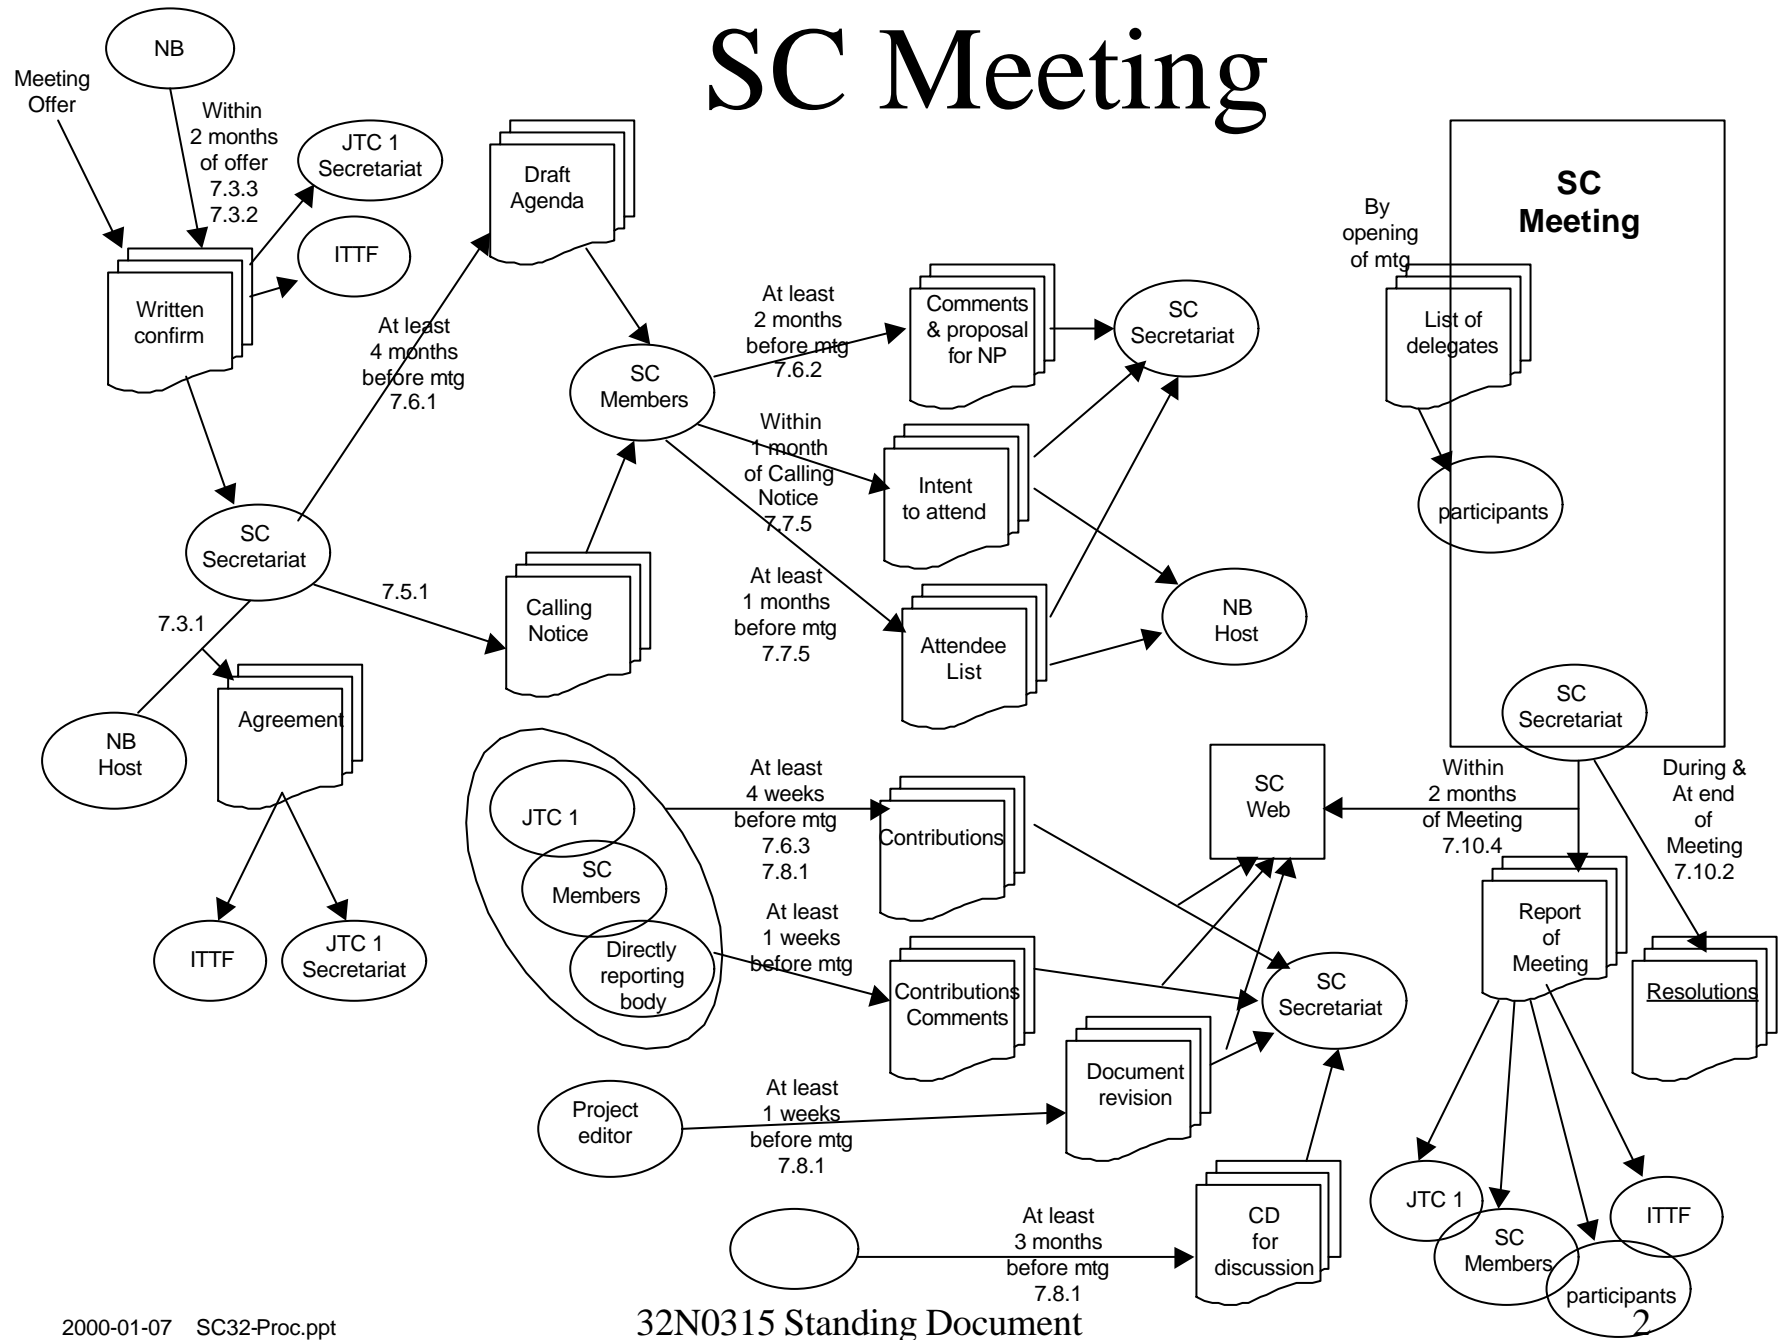 SC Meeting
NB
Meeting
Offer
Within
2 months
of offer
7.3.3
7.3.2
JTC 1
Secretariat
ITTF
Written
confirm
Draft
Agenda
At least
4 months
before mtg
7.6.1
SC
Members
At least
2 months
before mtg
7.6.2
Comments
& proposal
for NP
SC
Secretariat
Within
1 month
of Calling
Notice
7.7.5
Intent
to attend
SC
Secretariat
7.5.1
Calling
Notice
At least
1 months
before mtg
7.7.5
Attendee
List
NB
Host
7.3.1
Agreement
NB
Host
ITTF
JTC 1
Secretariat
SC
Meeting
By
opening
of mtg
List of
delegates
participants
SC
Secretariat
JTC 1
SC
Members
Directly
reporting
body
At least
4 weeks
before mtg
7.6.3
7.8.1
Contributions
At least
1 weeks
before mtg
Contributions
Comments
SC
Web
SC
Secretariat
Project
editor
At least
1 weeks
before mtg
7.8.1
Document
revision
At least
3 months
before mtg
7.8.1
CD
for
discussion
Within
2 months
of Meeting
7.10.4
During &
At end
of
Meeting
7.10.2
Report
of
Meeting
Resolutions
JTC 1
SC
Members
participants
ITTF
2000-01-07 SC32-Proc.ppt
32N0315 Standing Document
2